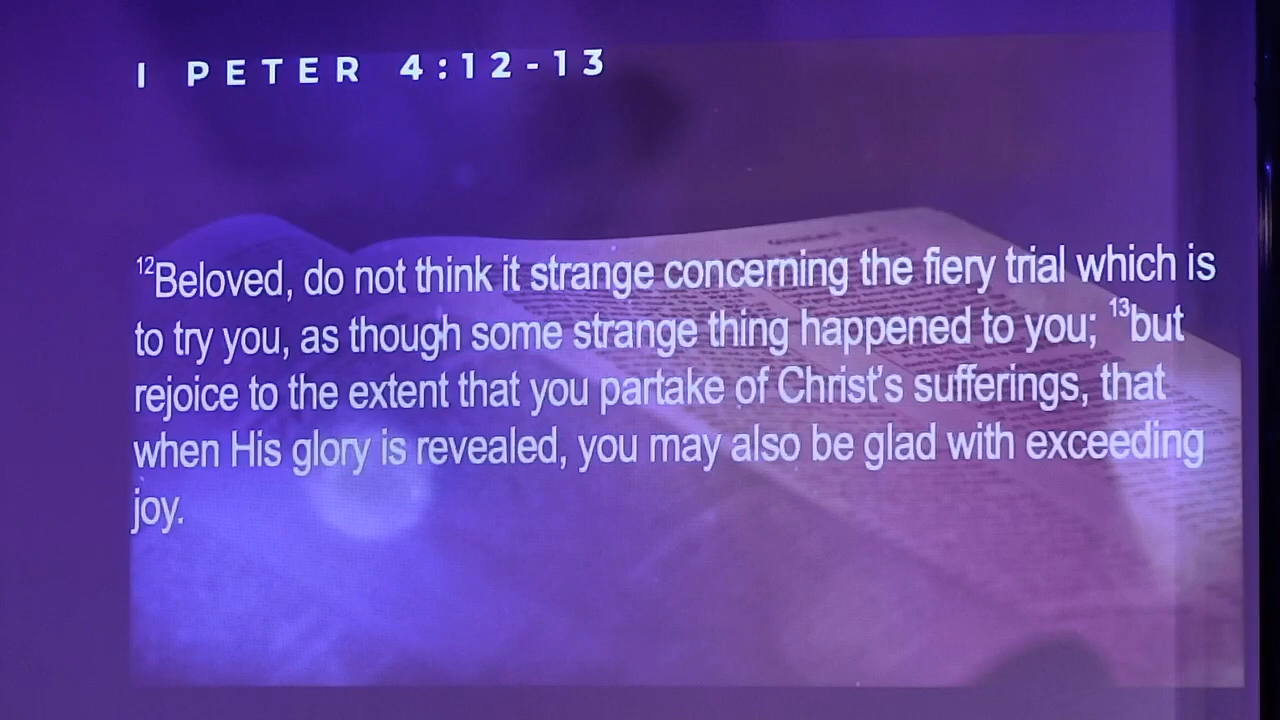 I PETER 4:12-13
12Beloved, do not think it strange concerning the fiery trial which is
to try you, as though some strange thing happened to you; 13but
rejoice to the extent that you partake of Christ's sufferings, that
when His glory is revealed, you may also be glad with exceeding
joy.